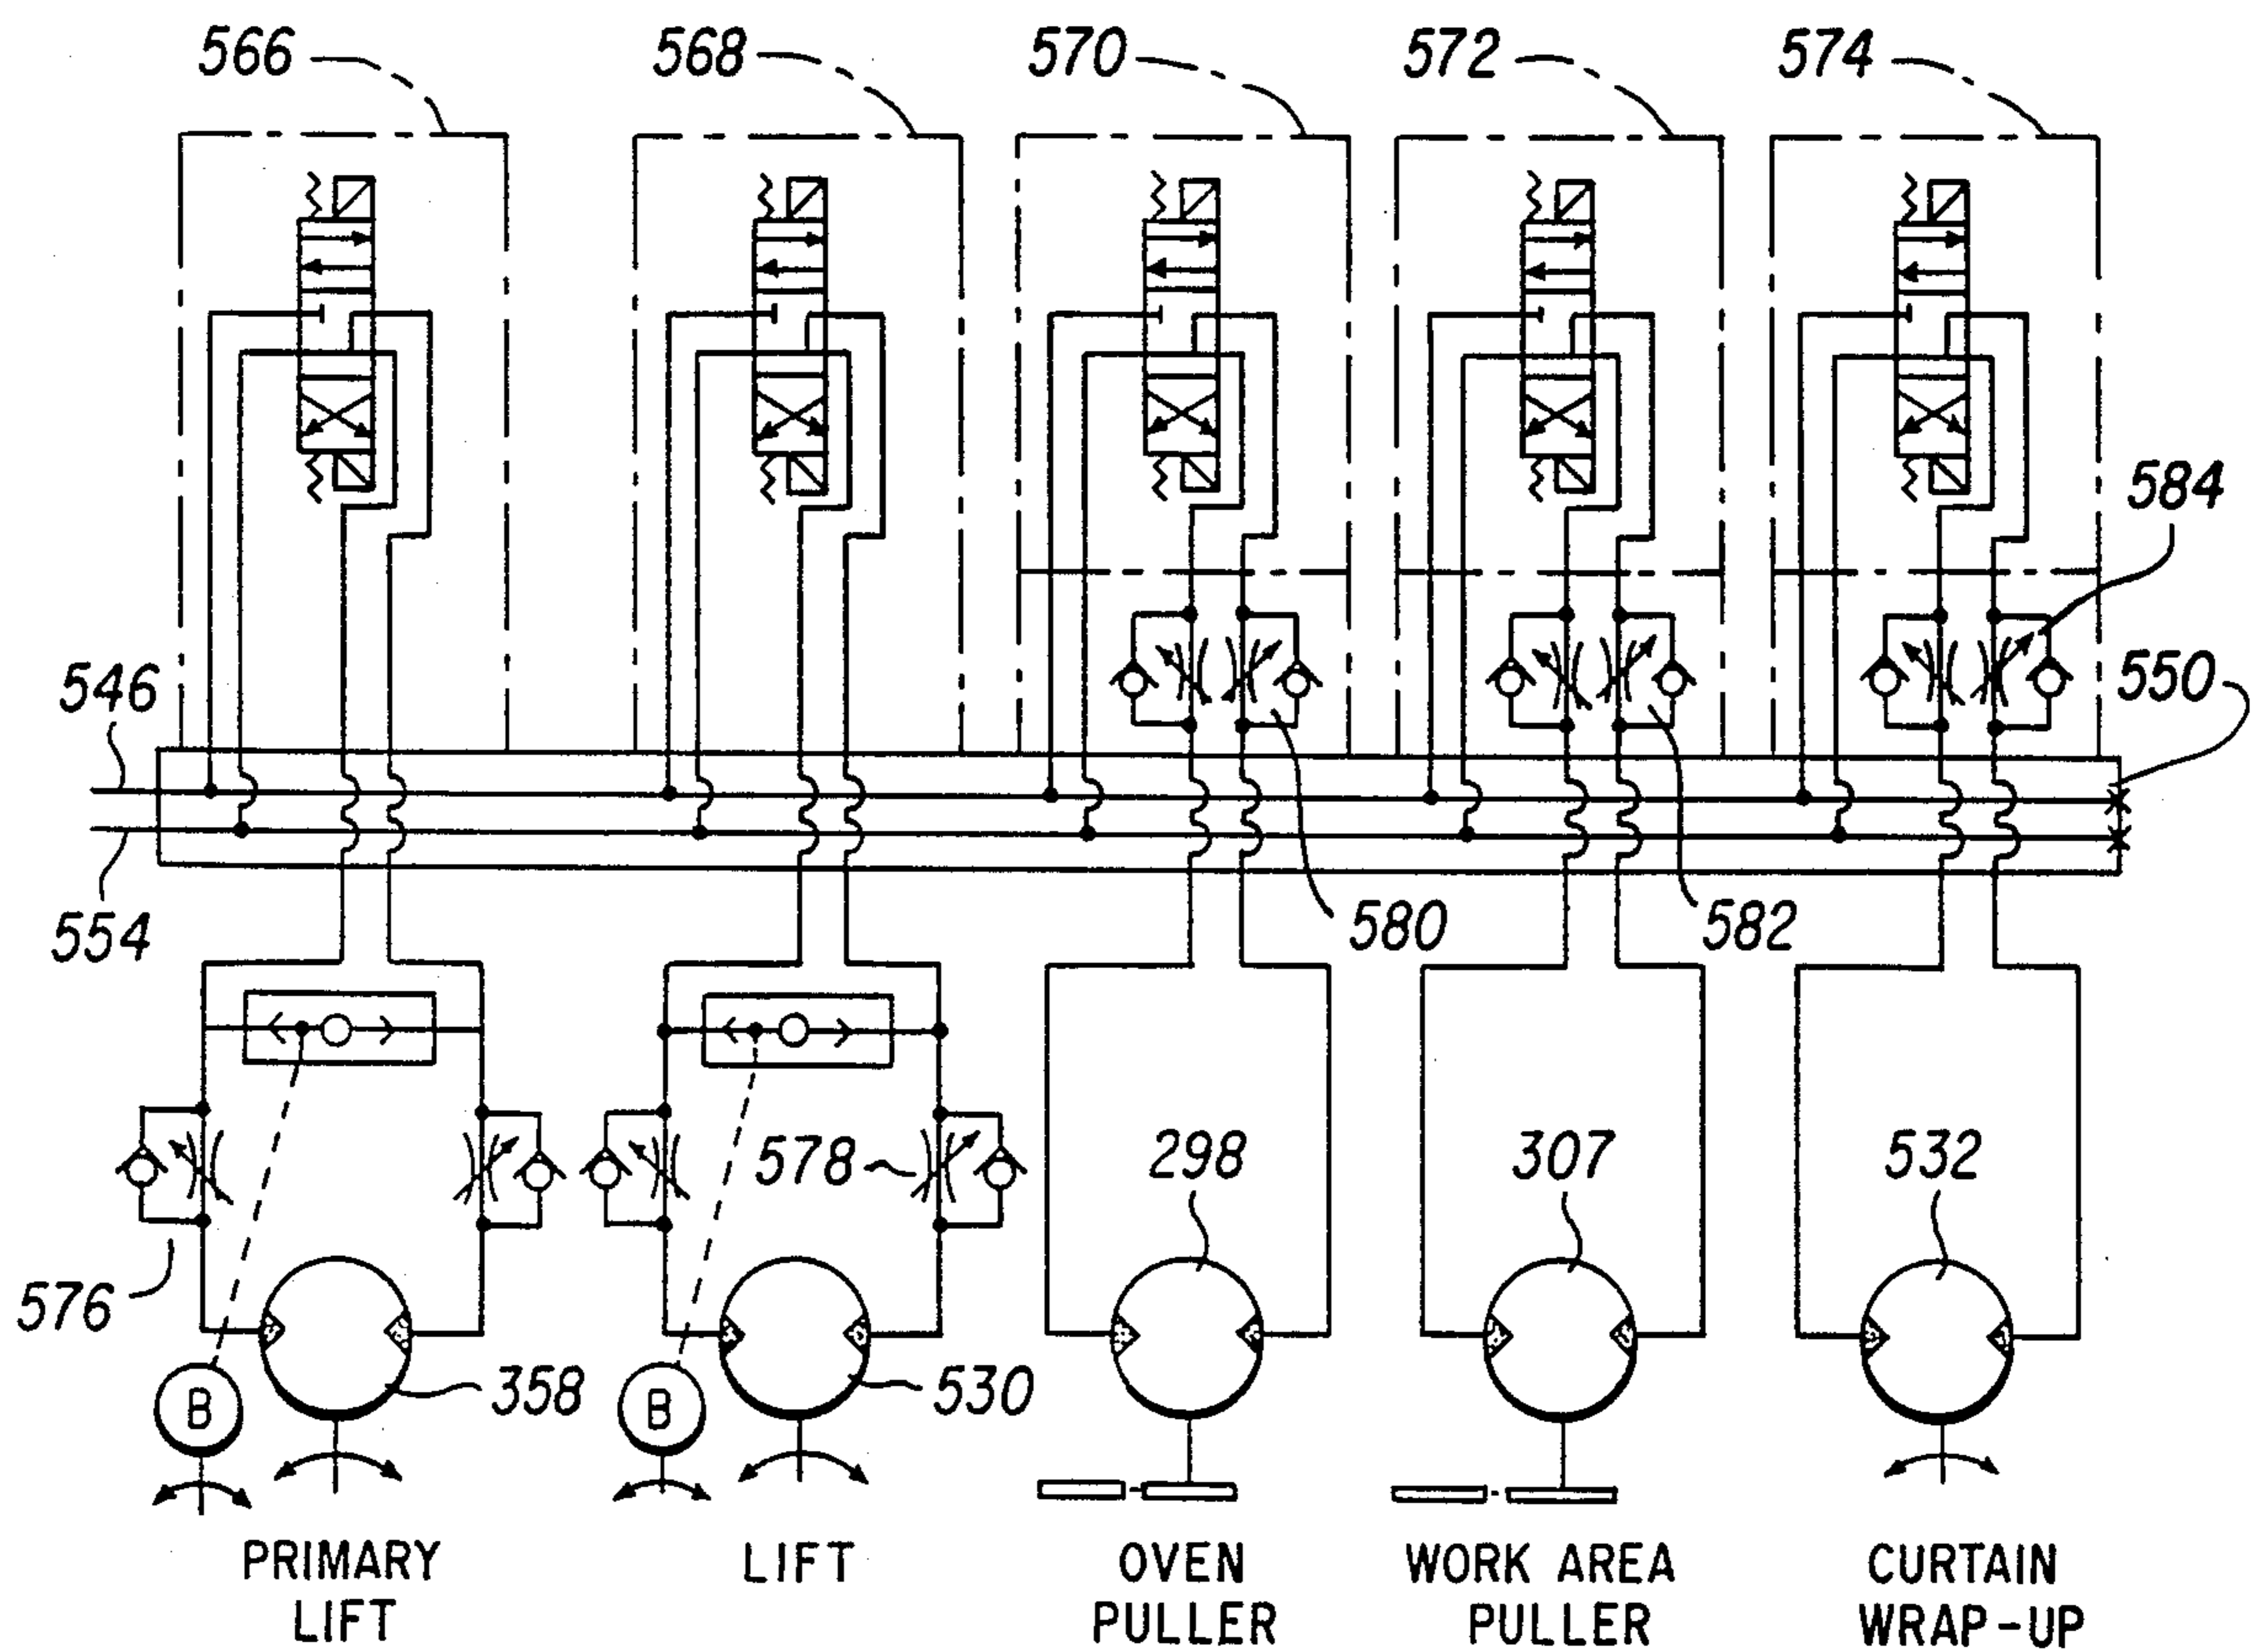 566
568
570
572
574
584
546
550
554
580
582
578
298
307
532
576
358
530
B
B
PRIMARY
LIFT
LIFT
OVEN
PULLER
WORK AREA
PULLER
CURTAIN
WRAP-UP